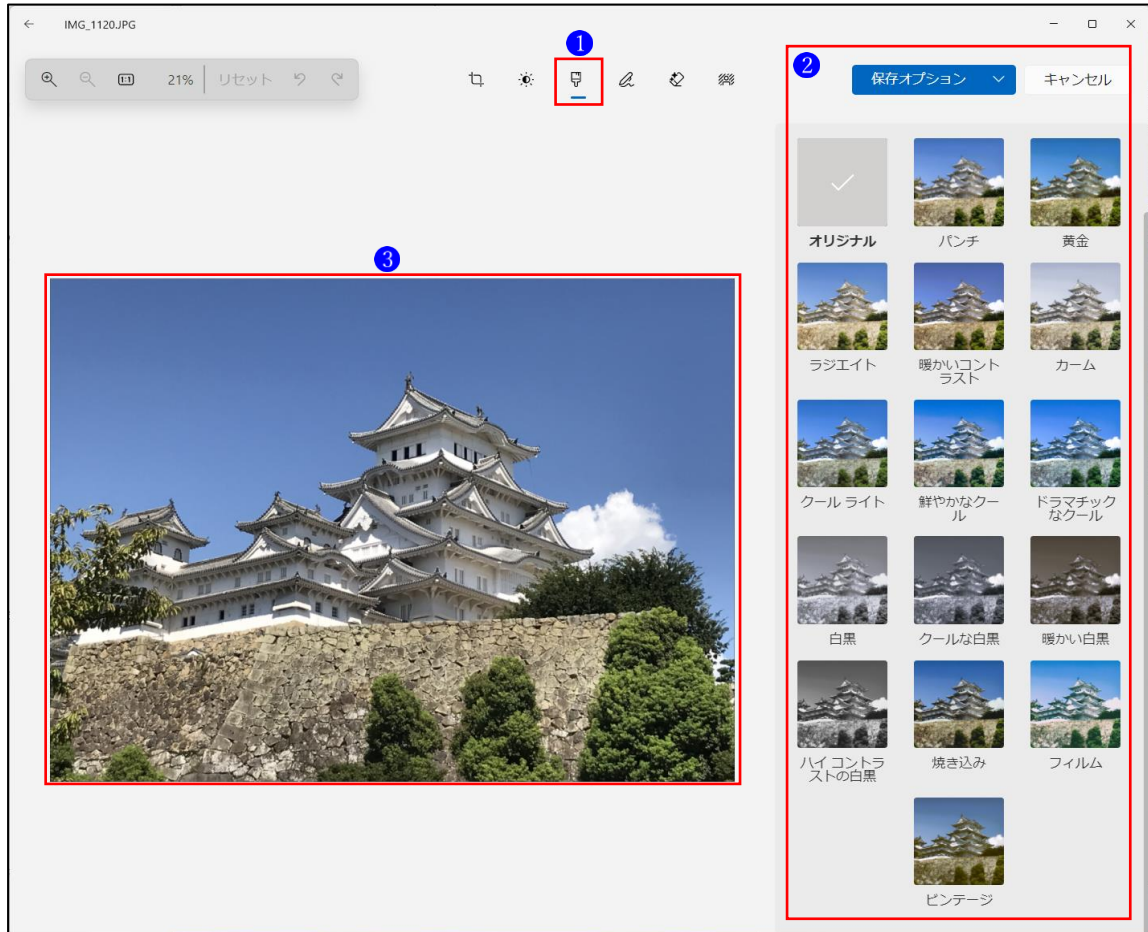 IMG_1120.JPG
1
2
21% リセット
保存オプション
キャンセル
オリジナル
パンチ
黄金
3
ラジエイト
暖かいコント
ラスト
カーム
クール ライト
鮮やかなクー
ル
ドラマチック
なクール
白黒
クールな白黒
暖かい白黒
ハイ コントラ
ストの白黒
焼き込み
フィルム
ビンテージ